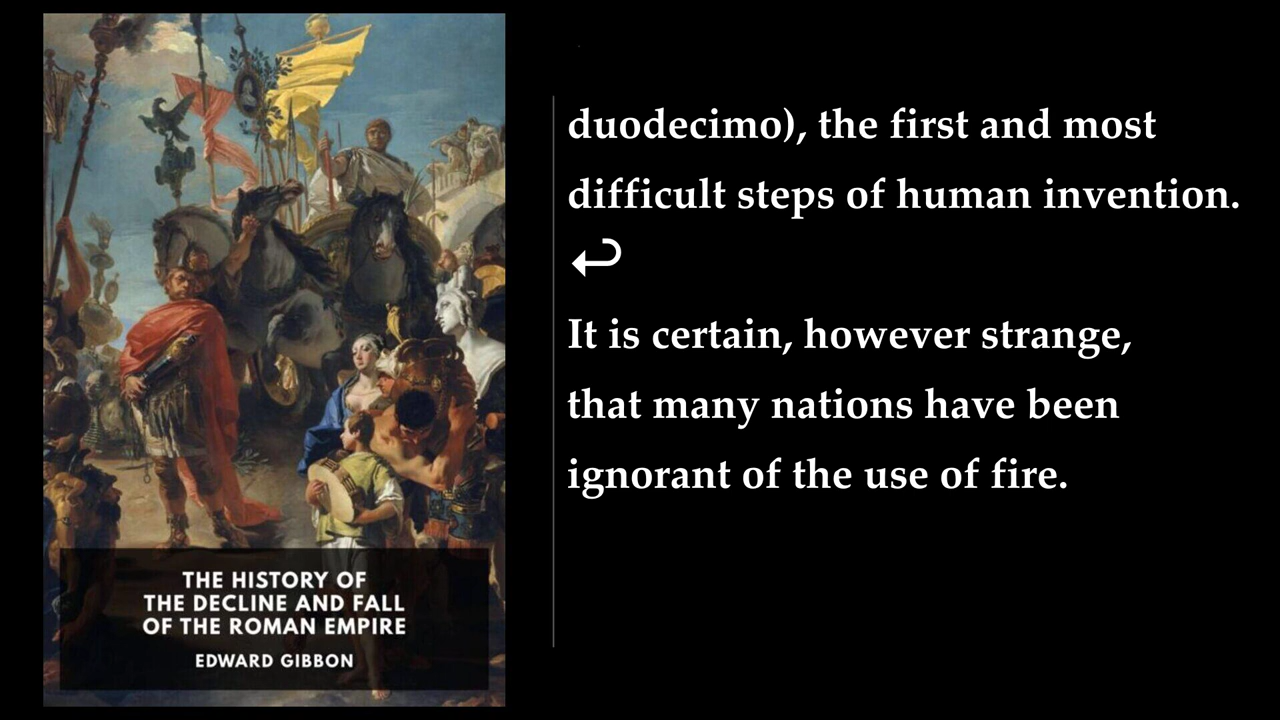 THE HISTORY OF
THE DECLINE AND FALL
OF THE ROMAN EMPIRE
EDWARD GIBBON
duodecimo), the first and most
difficult steps of human invention.
↩
It is certain, however strange,
that many nations have been
ignorant of the use of fire.